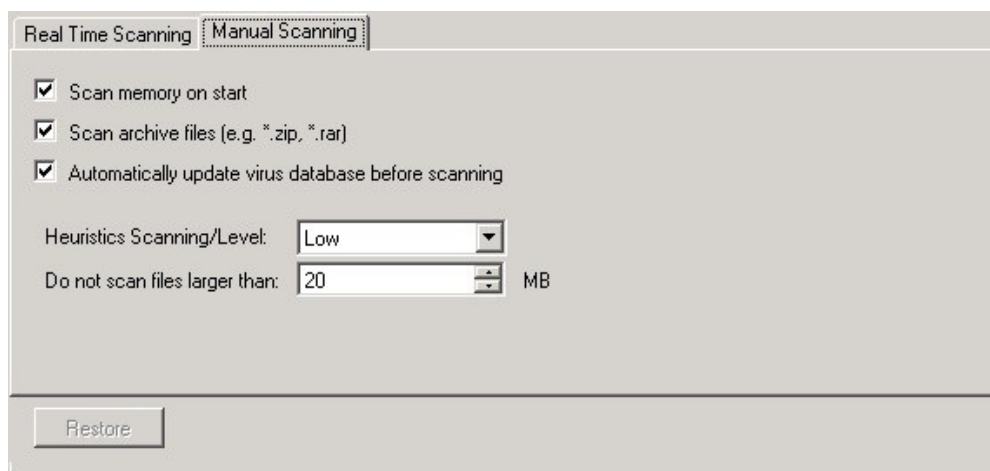 Real Time Scanning Manual Scanning
Scan memory on start
Scan archive files (e.g. *.zip, *.rar)
Automatically update virus database before scanning
Heuristics Scanning/Level: Low
Do not scan files larger than: 20 MB
Restore